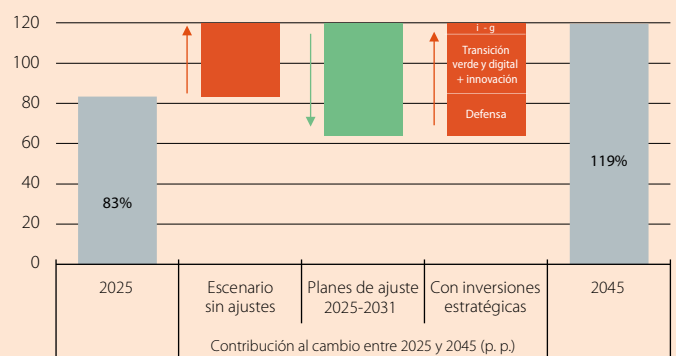 120
100
80
60
40
20
0
83%
i - g
Transición
verde y digital
+ innovación
Defensa
119%
2025
Escenario
sin ajustes
Planes de ajuste
2025-2031
Con inversiones
estratégicas
2045
Contribución al cambio entre 2025 y 2045 (p. p.)